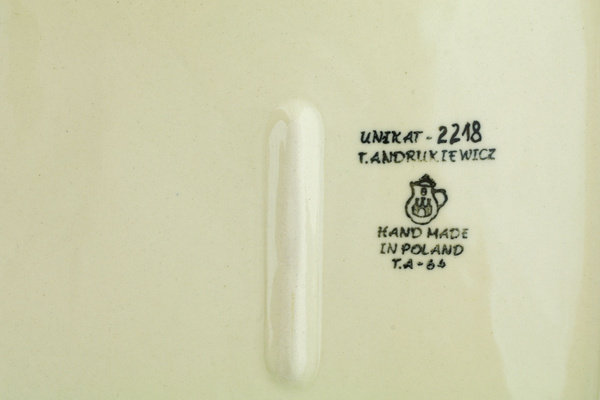 UNIKAT - 2218
T. ANDRUKIEWICZ
HAND MADE
IN POLAND
T.A - 64